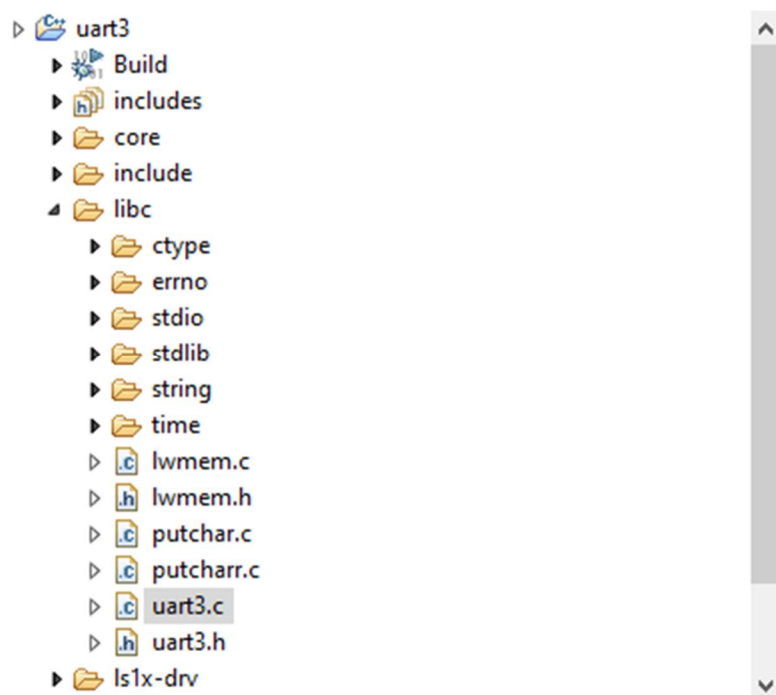 uart3
Build
includes
core
include
libc
ctype
errno
stdio
stdlib
string
time
lwmem.c
lwmem.h
putchar.c
putcharr.c
uart3.c
uart3.h
ls1x-drv